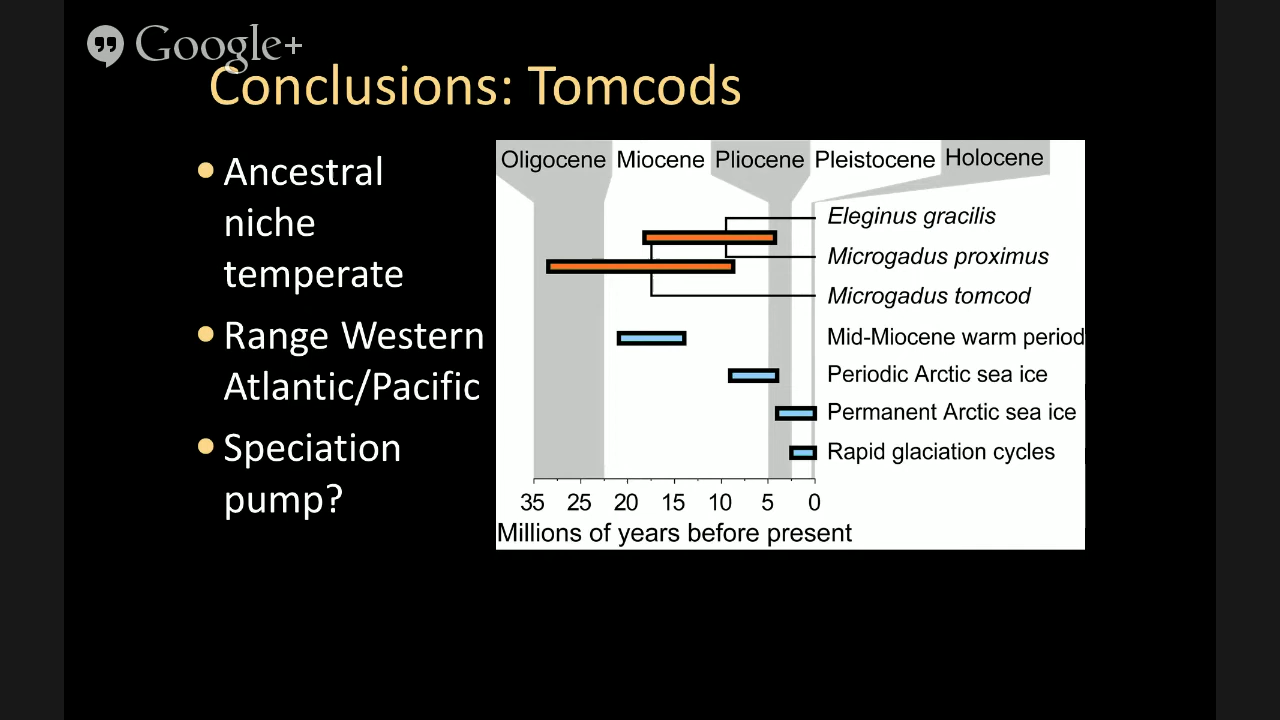 Google+
Conclusions: Tomcods
Ancestral
niche
temperate
Range Western
Atlantic/Pacific
Speciation
pump?
Oligocene Miocene Pliocene Pleistocene Holocene
Eleginus gracilis
Microgadus proximus
Microgadus tomcod
Mid-Miocene warm period
Periodic Arctic sea ice
Permanent Arctic sea ice
Rapid glaciation cycles
35 25 20 15 10 5 0
Millions of years before present